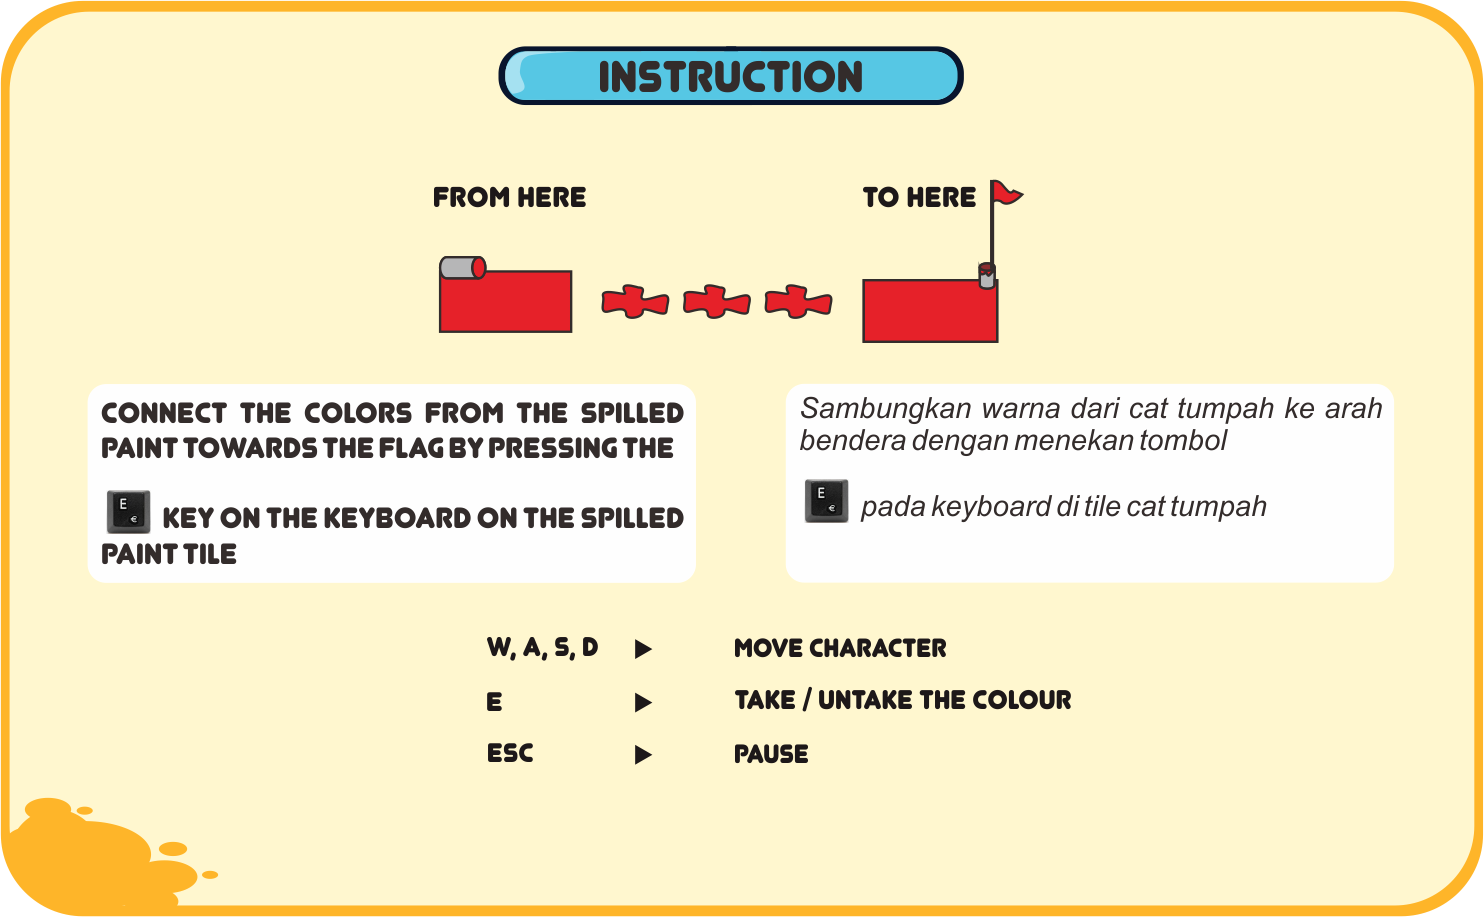 INSTRUCTION
FROM HERE
TO HERE
CONNECT THE COLORS FROM THE SPILLED
PAINT TOWARDS THE FLAG BY PRESSING THE
E € KEY ON THE KEYBOARD ON THE SPILLED
PAINT TILE
Sambungkan warna dari cat tumpah ke arah
bendera dengan menekan tombol
E € pada keyboard di tile cat tumpah
W, A, S, D ▶ MOVE CHARACTER
E ▶ TAKE / UNTAKE THE COLOUR
ESC ▶ PAUSE